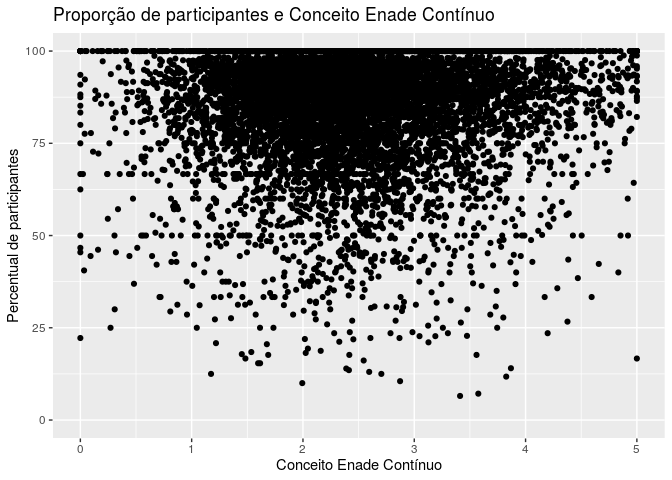 Proporção de participantes e Conceito Enade Contínuo
Percentual de participantes
100
75
50
25
0
0 1 2 3 4 5
Conceito Enade Contínuo